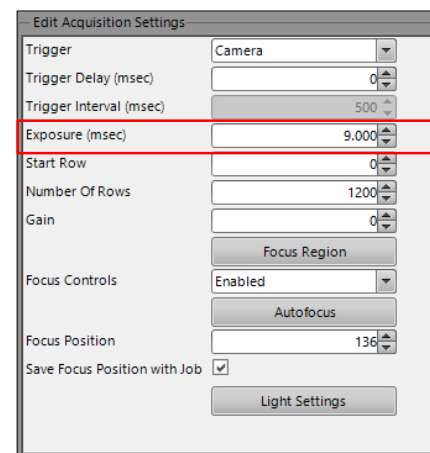 Edit Acquisition Settings
Trigger Camera
Trigger Delay (msec) 0
Trigger Interval (msec) 500
Exposure (msec) 9.000
Start Row 0
Number Of Rows 1200
Gain 0
Focus Region
Focus Controls Enabled
Autofocus
Focus Position 136
Save Focus Position with Job
Light Settings